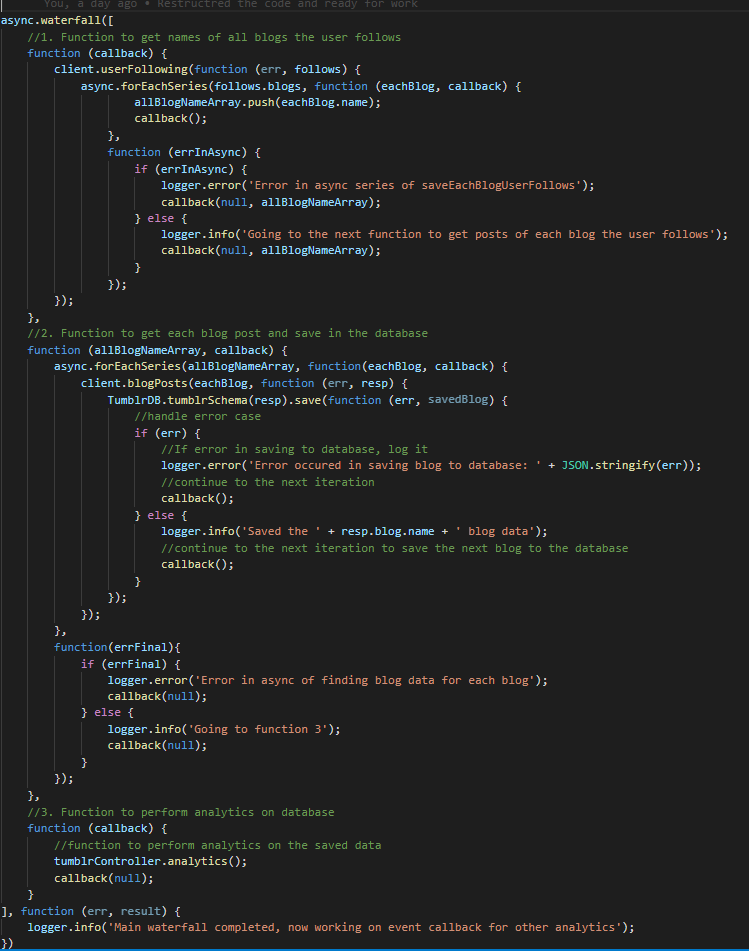 You, a day ago • Restructred the code and ready for work
async.waterfall([
    //1. Function to get names of all blogs the user follows
    function (callback) {
        client.userFollowing(function (err, follows) {
            async.forEachSeries(follows.blogs, function (eachBlog, callback) {
                    allBlogNameArray.push(eachBlog.name);
                    callback();
                },
                function (errInAsync) {
                    if (errInAsync) {
                        logger.error('Error in async series of saveEachBlogUserFollows');
                        callback(null, allBlogNameArray);
                    } else {
                        logger.info('Going to the next function to get posts of each blog the user follows');
                        callback(null, allBlogNameArray);
                    }
                });
        });
    },
    //2. Function to get each blog post and save in the database
    function (allBlogNameArray, callback) {
        async.forEachSeries(allBlogNameArray, function(eachBlog, callback) {
            client.blogPosts(eachBlog, function (err, resp) {
                TumblrDB.tumblrSchema(resp).save(function (err, savedBlog) {
                    //handle error case
                    if (err) {
                        //If error in saving to database, log it
                        logger.error('Error occured in saving blog to database: ' + JSON.stringify(err));
                        //continue to the next iteration
                        callback();
                    } else {
                        logger.info('Saved the ' + resp.blog.name + ' blog data');
                        //continue to the next iteration to save the next blog to the database
                        callback();
                    }
                });
            });
        },
        function(errFinal){
            if (errFinal) {
                logger.error('Error in async of finding blog data for each blog');
                callback(null);
            } else {
                logger.info('Going to function 3');
                callback(null);
            }
        });
    },
    //3. Function to perform analytics on database
    function (callback) {
        //function to perform analytics on the saved data
        tumblrController.analytics();
        callback(null);
    }
], function (err, result) {
    logger.info('Main waterfall completed, now working on event callback for other analytics');
})